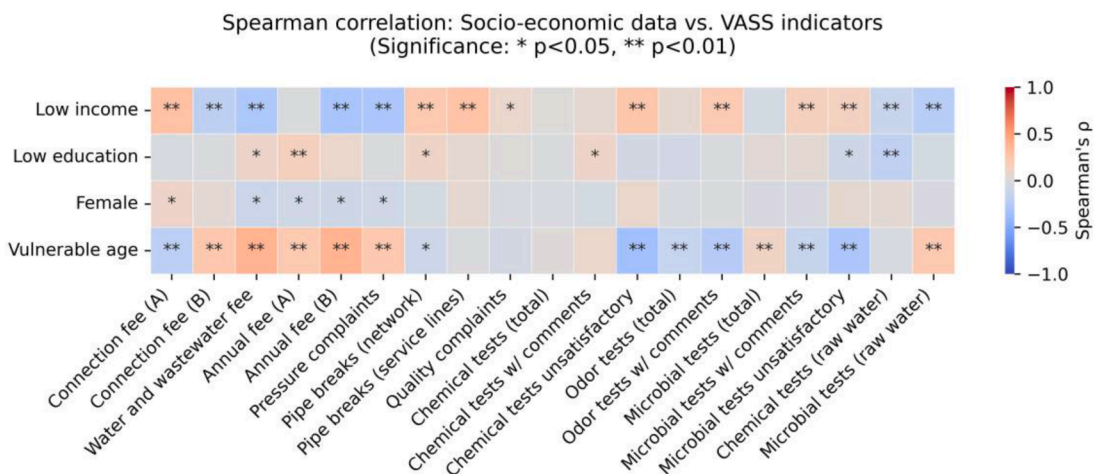 Spearman correlation: Socio-economic data vs. VASS indicators
(Significance: * p<0.05, ** p<0.01)
Low income ** ** ** ** ** ** ** * ** ** ** ** ** **
Low education * ** * * * **
Female * * * * *
Vulnerable age ** ** ** ** ** ** * ** ** ** ** ** ** **
Connection fee (A)
Connection fee (B)
Water and wastewater fee
Annual fee (A)
Annual fee (B)
Pressure complaints
Pipe breaks (network)
Pipe breaks (service lines)
Quality complaints
Chemical tests (total)
Chemical tests w/ comments
Chemical tests unsatisfactory
Odor tests (total)
Odor tests w/ comments
Microbial tests (total)
Microbial tests w/ comments
Microbial tests unsatisfactory
Chemical tests (raw water)
Microbial tests (raw water)
1.0
0.5
0.0
−0.5
−1.0
Spearman's ρ